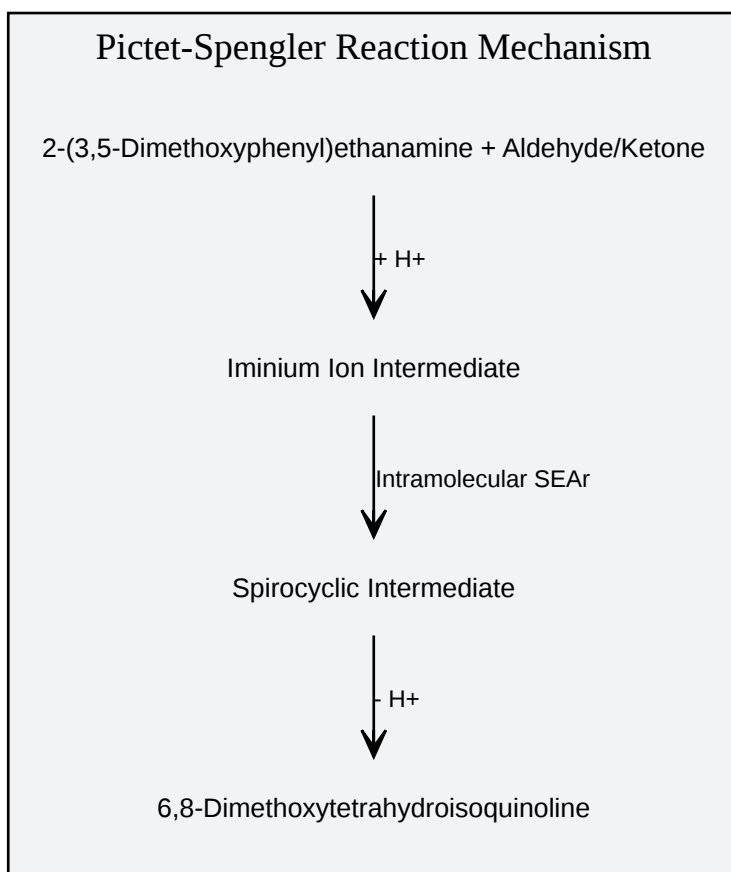 Pictet-Spengler Reaction Mechanism
2-(3,5-Dimethoxyphenyl)ethanamine + Aldehyde/Ketone
+ H+
Iminium Ion Intermediate
Intramolecular SEAr
Spirocyclic Intermediate
- H+
6,8-Dimethoxytetrahydroisoquinoline